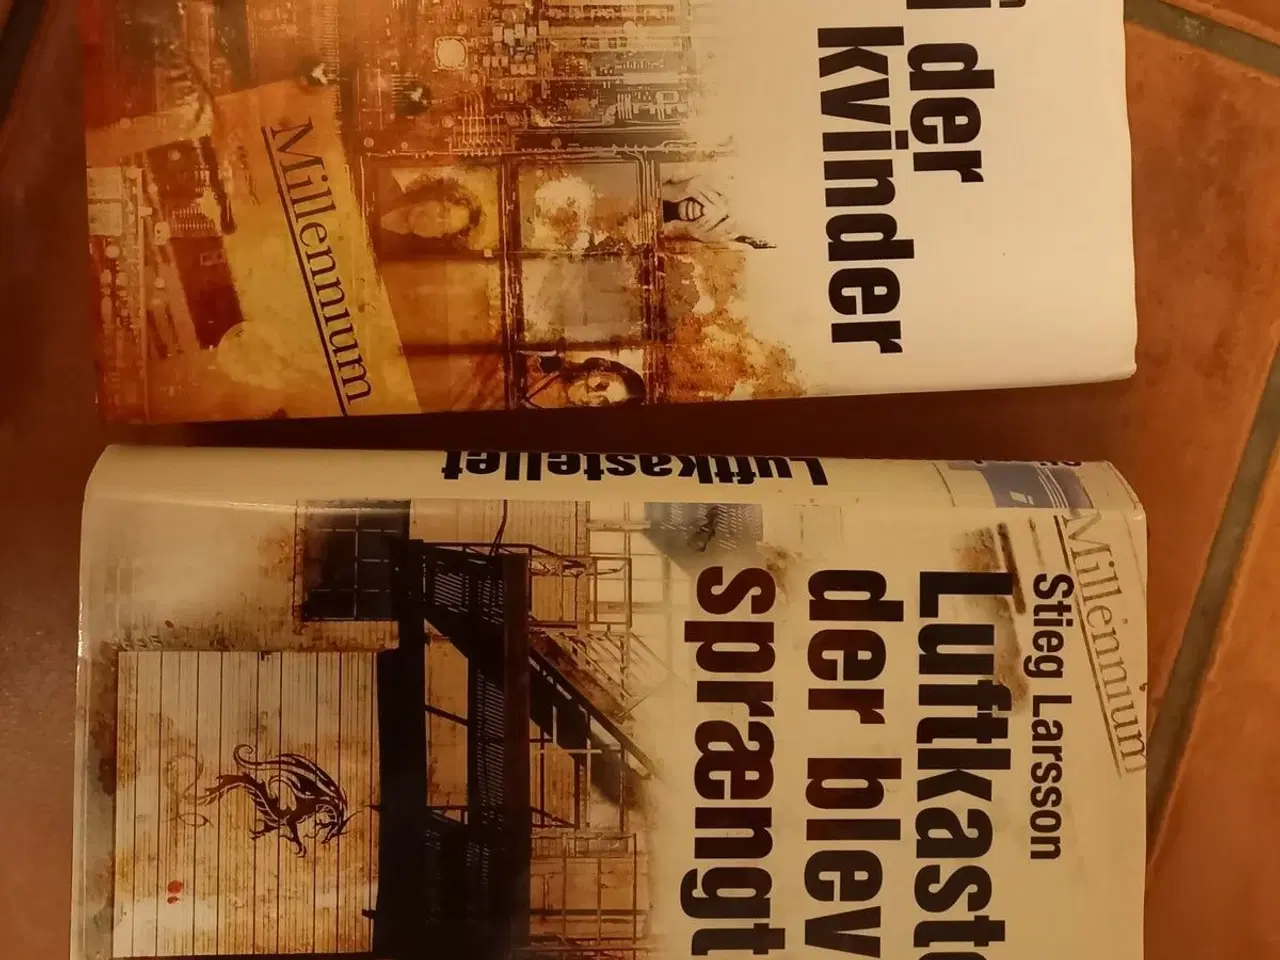 der
kvinder
Millennium
Luftkastellet
Millennium
Stieg Larsson
Luftkaste
der blev
sprængt